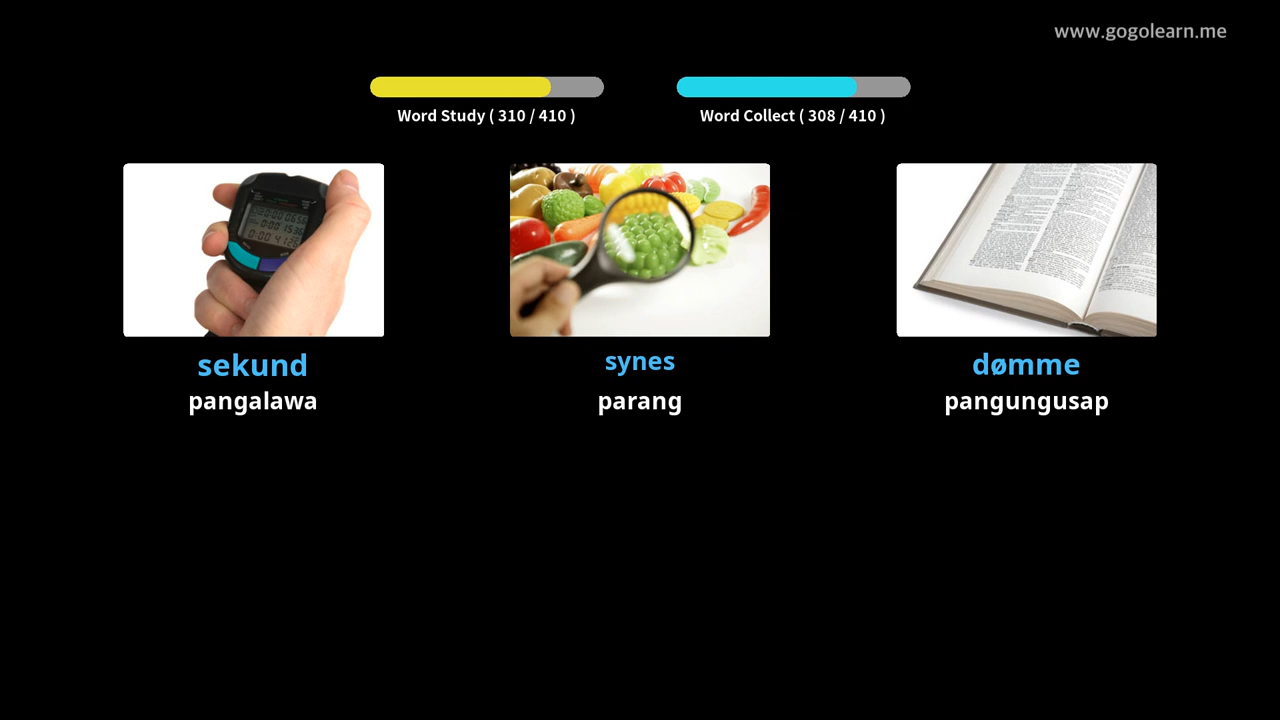 www.gogolearn.me
Word Study ( 310 / 410 )
Word Collect ( 308 / 410 )
sekund
synes
dømme
pangalawa
parang
pangungusap